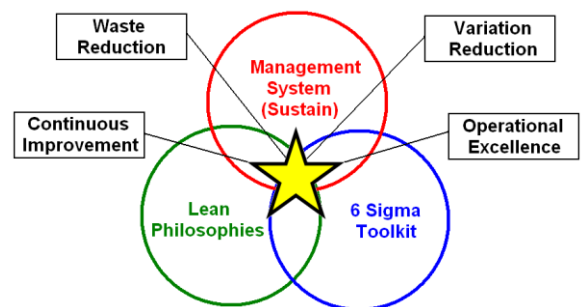 Waste
Reduction
Variation
Reduction
Management
System
(Sustain)
Continuous
Improvement
Operational
Excellence
Lean
Philosophies
6 Sigma
Toolkit